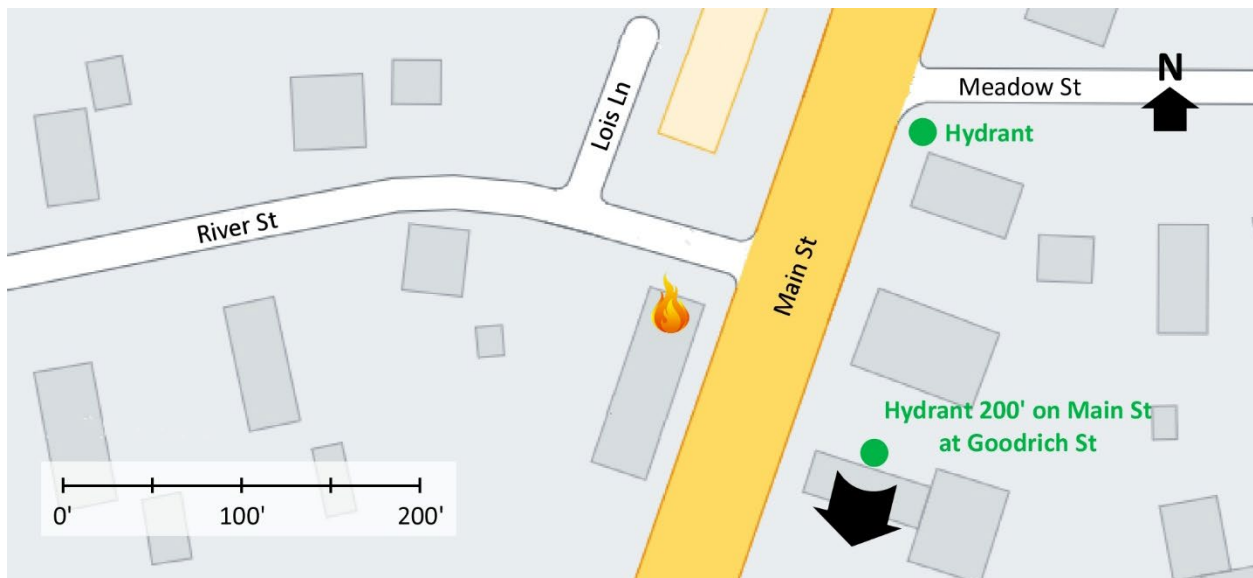 N
Meadow St
Lois Ln
Hydrant
River St
Main St
Hydrant 200' on Main St
at Goodrich St
0'
100'
200'